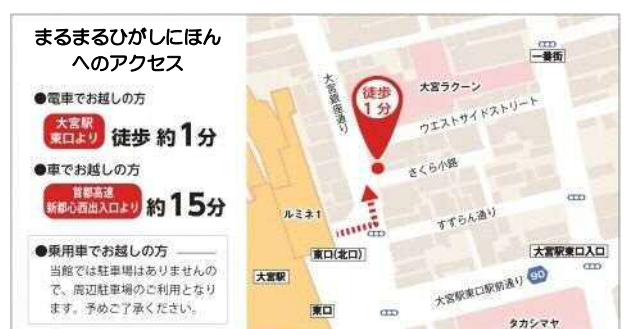 まるまるひがしにほん
へのアクセス
●電車でお越しの方
大宮駅
東口より
徒歩 約1分
●車でお越しの方
首都高速
新都心西出入口より
約15分
●乗用車でお越しの方
当館では駐車場はありませんの
で、周辺駐車場のご利用となり
ます。予めご了承ください。
一番街
大宮ラクーン
徒歩
1分
大宮銀座通り
ウエストサイドストリート
さくら小路
ルミネ1
すずらん通り
東口(北口)
大宮駅東口入口
大宮駅
90
大宮駅東口駅前通り
東口
タカシマヤ